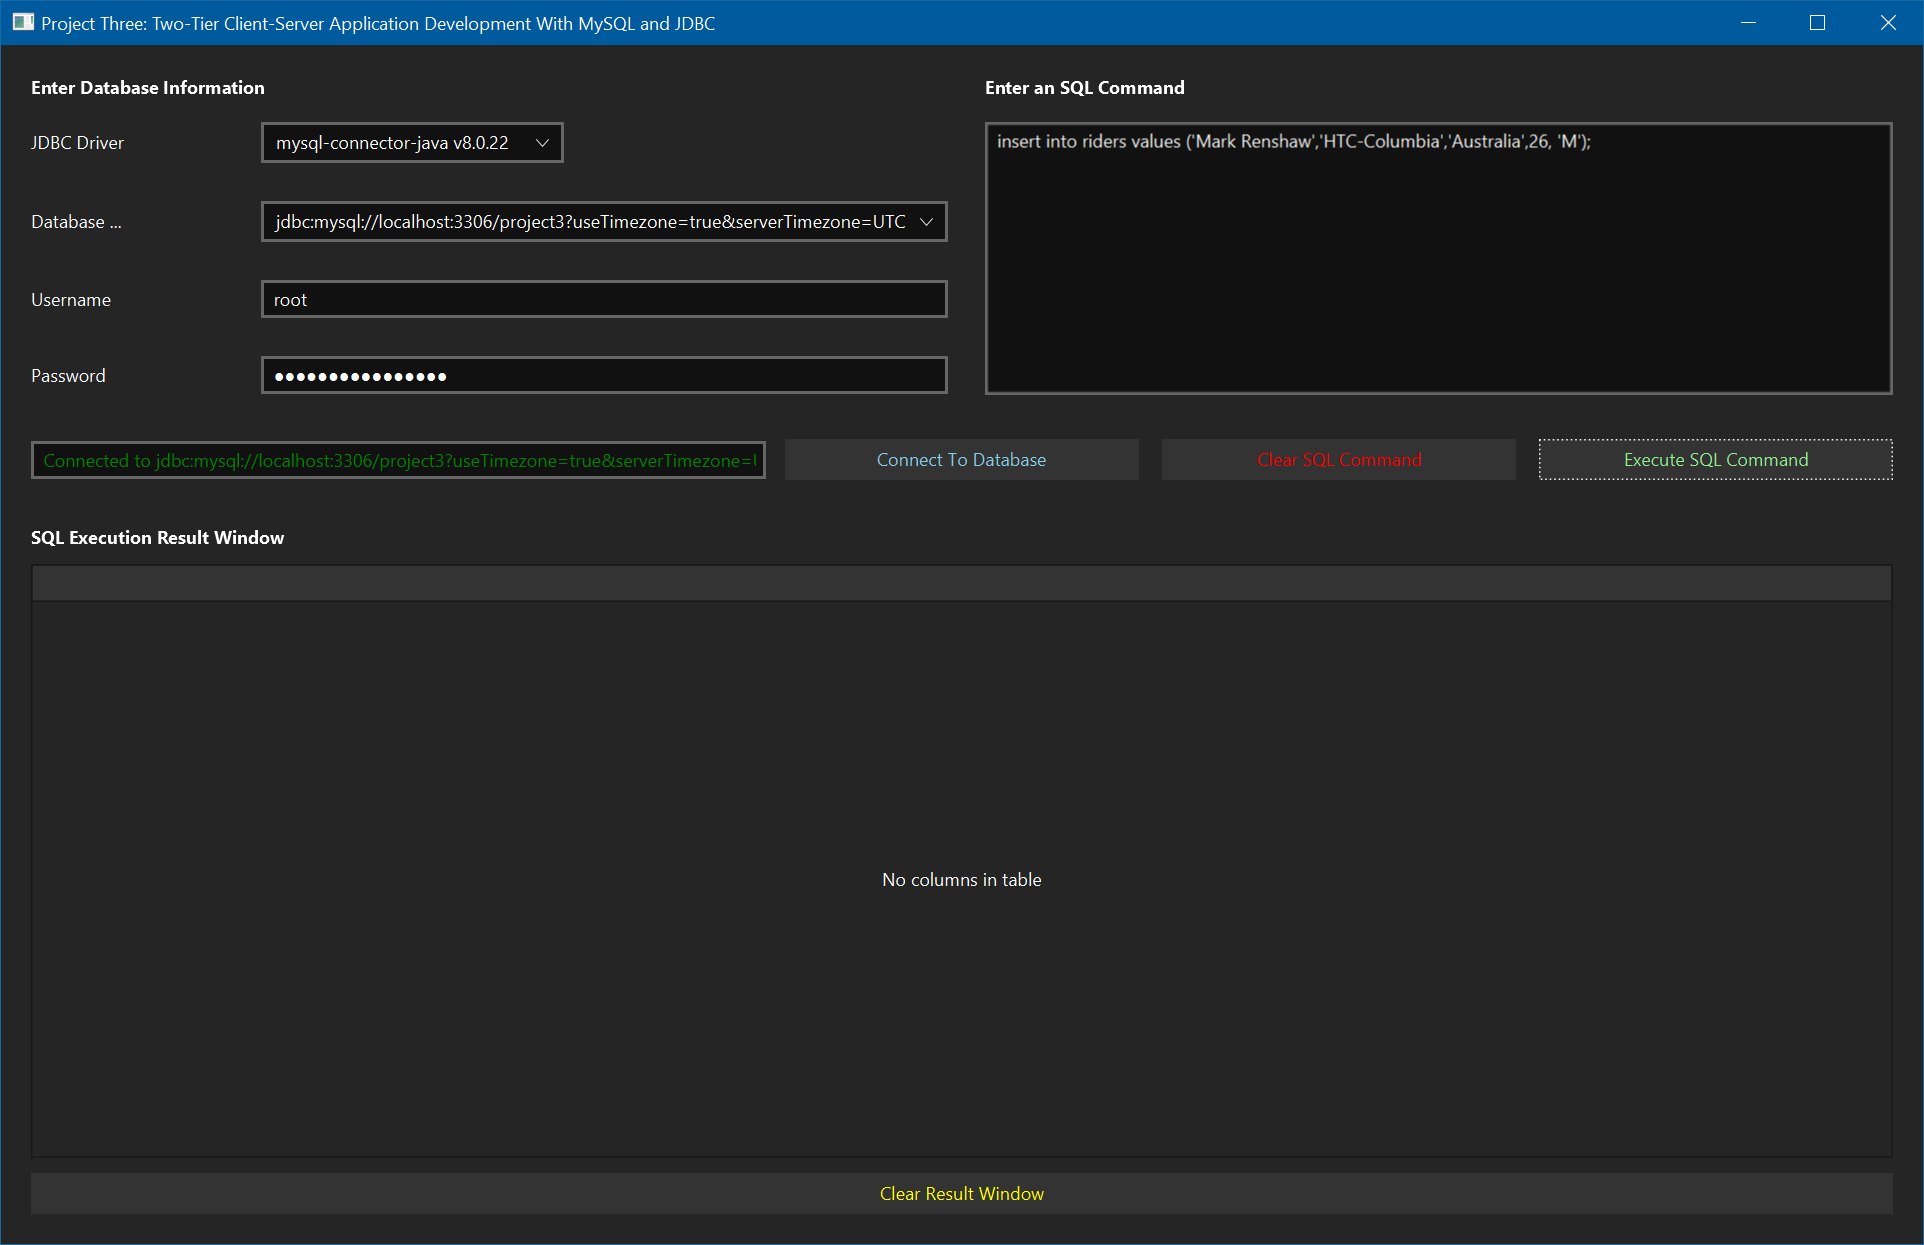 Project Three: Two-Tier Client-Server Application Development With MySQL and JDBC
Enter Database Information
JDBC Driver
mysql-connector-java v8.0.22
Database ...
jdbc:mysql://localhost:3306/project3?useTimezone=true&serverTimezone=UTC
Username
root
Password
Enter an SQL Command
insert into riders values ('Mark Renshaw','HTC-Columbia','Australia',26, 'M');
Connected to jdbc:mysql://localhost:3306/project3?useTimezone=true&serverTimezone=
Connect To Database
Clear SQL Command
Execute SQL Command
SQL Execution Result Window
No columns in table
Clear Result Window